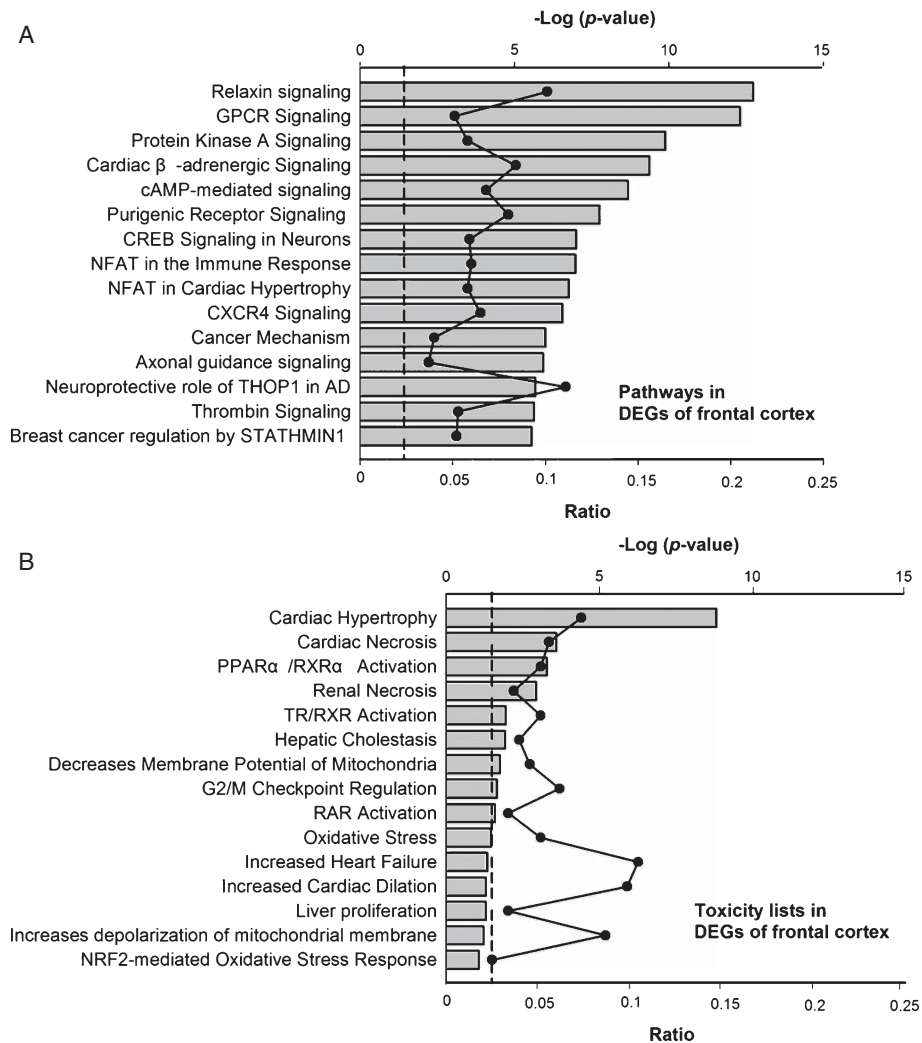 A
-Log (p-value)
0 5 10 15
Relaxin signaling
GPCR Signaling
Protein Kinase A Signaling
Cardiac β -adrenergic Signaling
cAMP-mediated signaling
Purigenic Receptor Signaling
CREB Signaling in Neurons
NFAT in the Immune Response
NFAT in Cardiac Hypertrophy
CXCR4 Signaling
Cancer Mechanism
Axonal guidance signaling
Neuroprotective role of THOP1 in AD
Thrombin Signaling
Breast cancer regulation by STATHMIN1
Pathways in
DEGs of frontal cortex
0 0.05 0.1 0.15 0.2 0.25
Ratio
B
-Log (p-value)
0 5 10 15
Cardiac Hypertrophy
Cardiac Necrosis
PPARα /RXRα Activation
Renal Necrosis
TR/RXR Activation
Hepatic Cholestasis
Decreases Membrane Potential of Mitochondria
G2/M Checkpoint Regulation
RAR Activation
Oxidative Stress
Increased Heart Failure
Increased Cardiac Dilation
Liver proliferation
Increases depolarization of mitochondrial membrane
NRF2-mediated Oxidative Stress Response
Toxicity lists in
DEGs of frontal cortex
0 0.05 0.1 0.15 0.2 0.25
Ratio